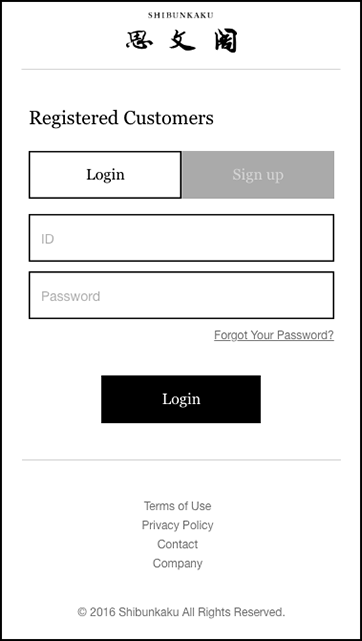 SHIBUNKAKU
思文閣
Registered Customers
Login
Sign up
ID
Password
Forgot Your Password?
Login
Terms of Use
Privacy Policy
Contact
Company
© 2016 Shibunkaku All Rights Reserved.